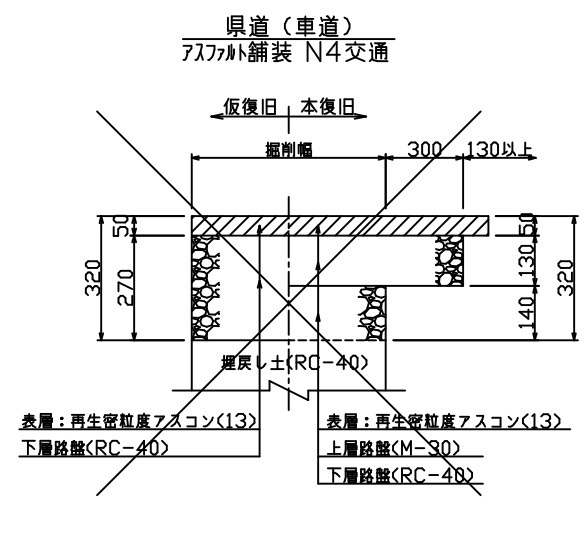 県道（車道）
アスファルト舗装 N4交通
仮復旧 本復旧
掘削幅 300 130以上
50 50
320 270 130 320
140
埋戻し土(RC-40)
表層：再生密粒度アスコン(13) 表層：再生密粒度アスコン(13)
下層路盤(RC-40) 上層路盤(M-30)
下層路盤(RC-40)